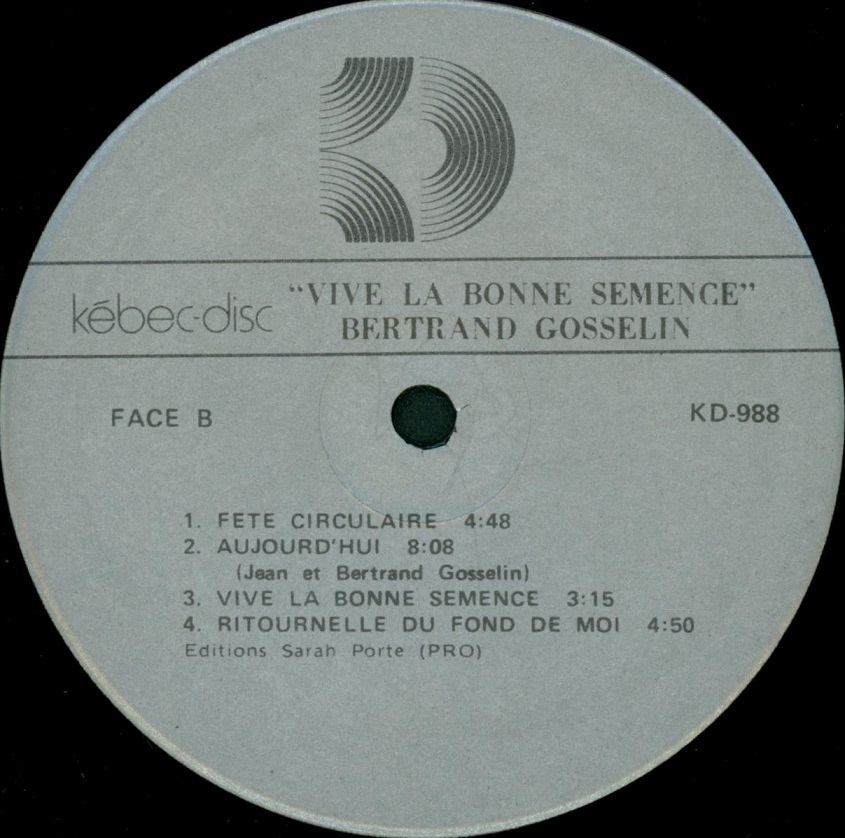 kébec-disc
"VIVE LA BONNE SEMENCE"
BERTRAND GOSSELIN
FACE B
KD-988
1. FETE CIRCULAIRE 4:48
2. AUJOURD'HUI 8:08
(Jean et Bertrand Gosselin)
3. VIVE LA BONNE SEMENCE 3:15
4. RITOURNELLE DU FOND DE MOI 4:50
Editions Sarah Porte (PRO)